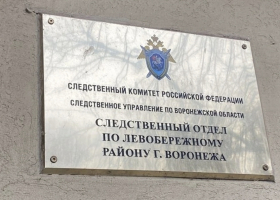 СЛЕДСТВЕННЫЙ КОМИТЕТ РОССИЙСКОЙ ФЕДЕРАЦИИ
СЛЕДСТВЕННОЕ УПРАВЛЕНИЕ ПО ВОРОНЕЖСКОЙ ОБЛАСТИ
СЛЕДСТВЕННЫЙ ОТДЕЛ
ПО ЛЕВОБЕРЕЖНОМУ
РАЙОНУ Г. ВОРОНЕЖА